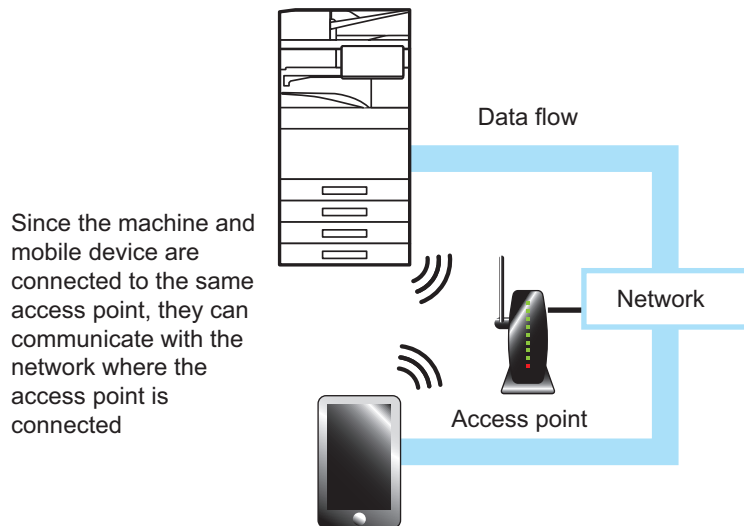 Data flow
Since the machine and
mobile device are
connected to the same
access point, they can
communicate with the
network where the
access point is
connected
Network
Access point